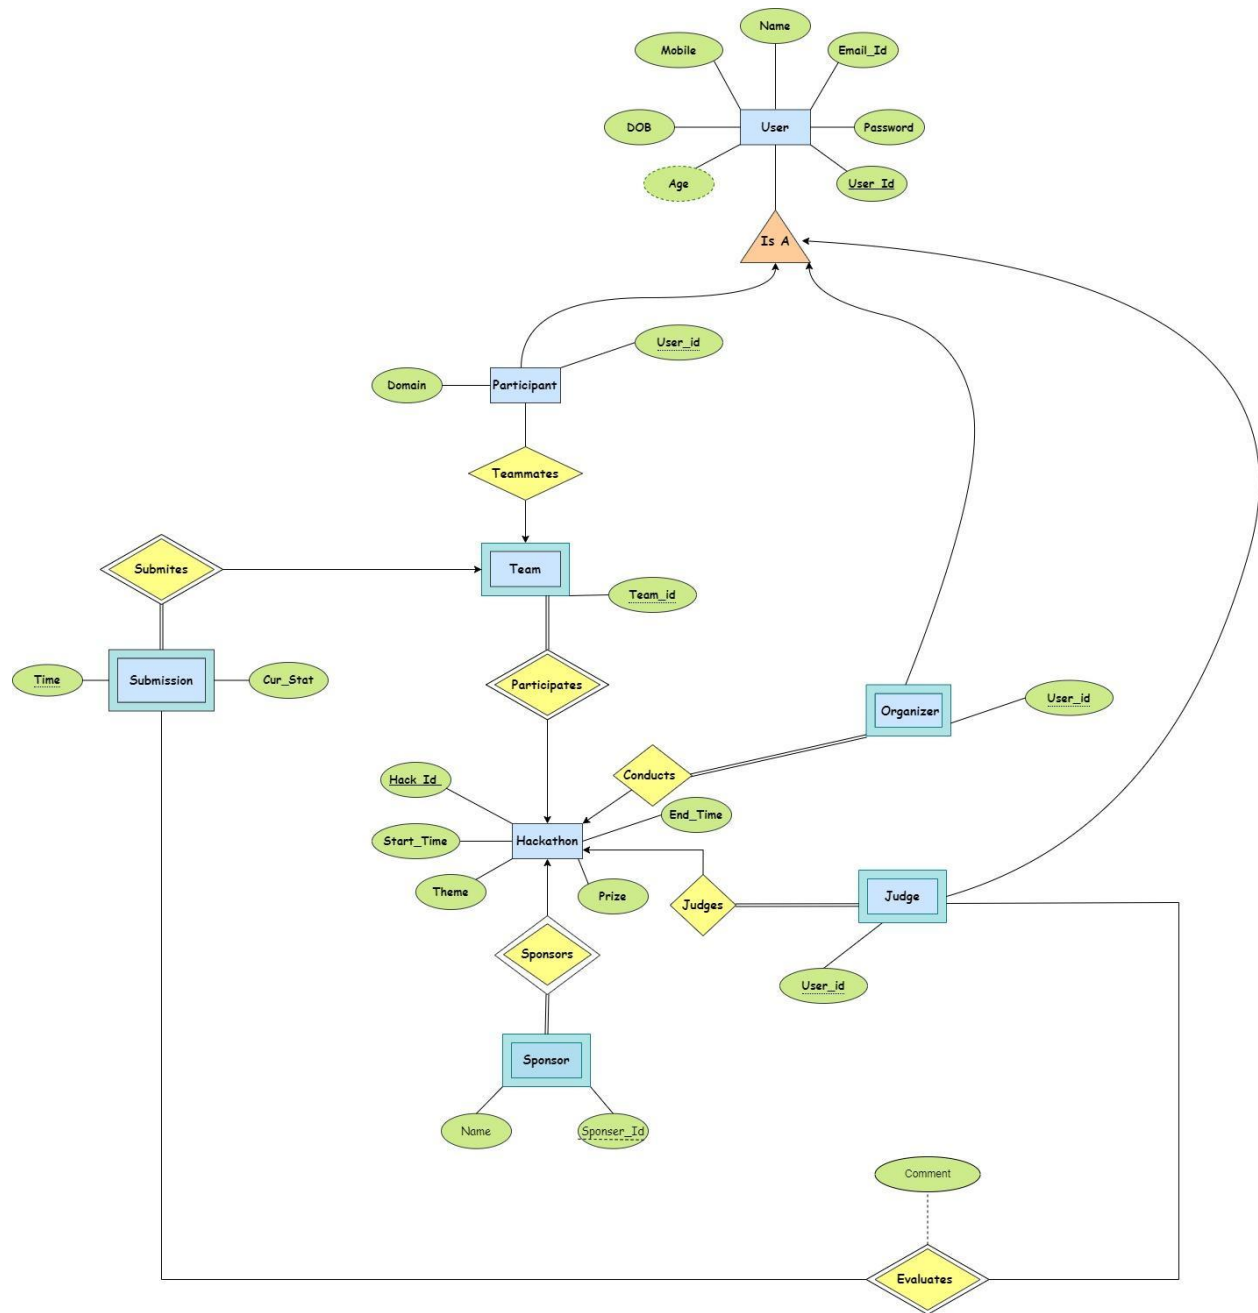 Name
Mobile
Email_Id
DOB
User
Password
Age
User_Id
Is A
User_id
Domain
Participant
Teammates
Submites
Team
Team_id
Time
Submission
Cur_Stat
Participates
Organizer
User_id
Conducts
Hack_Id_
End_Time
Start_Time
Hackathon
Theme
Prize
Judges
Judge
Sponsors
User_id
Sponsor
Name
Sponser_Id
Comment
Evaluates